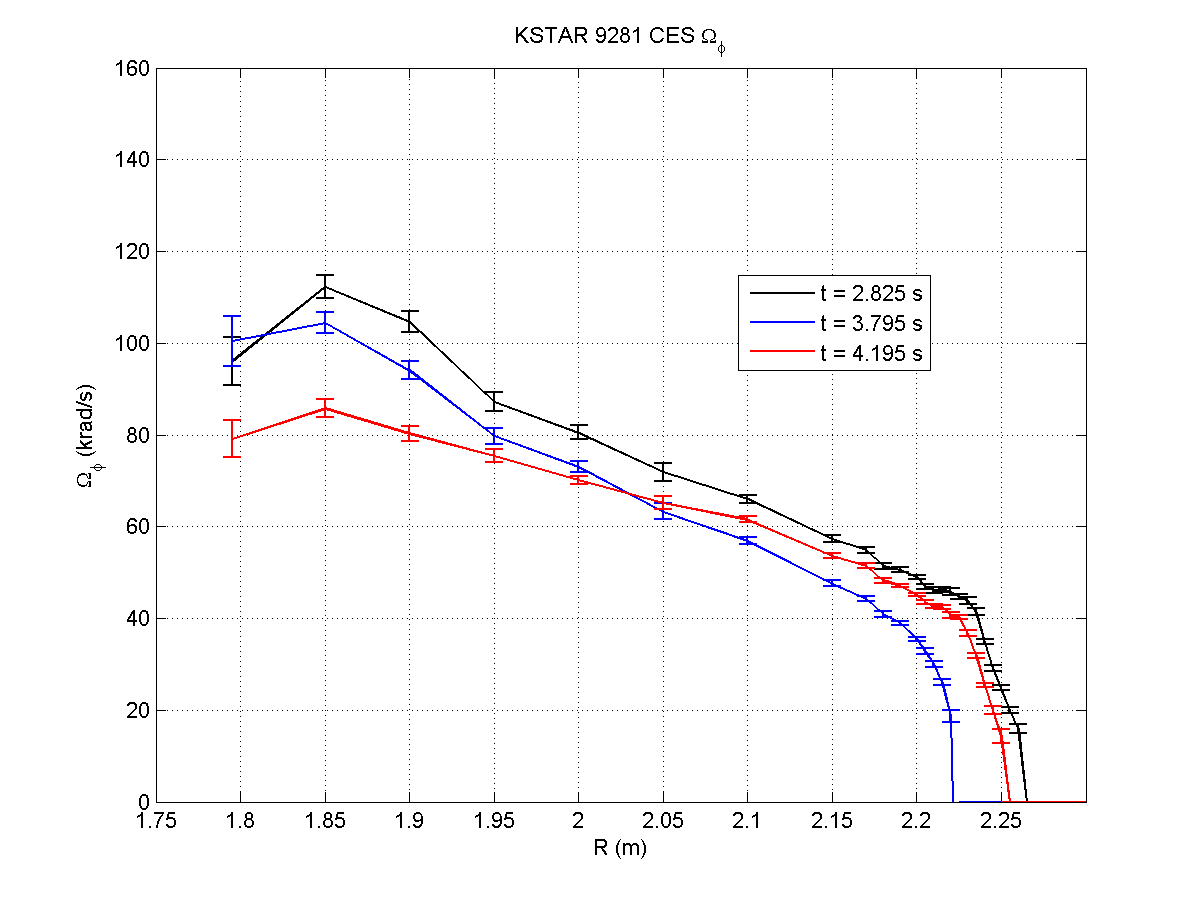 KSTAR 9281 CES Ωϕ
160
140
120
100
80
60
40
20
0
Ωϕ (krad/s)
t = 2.825 s
t = 3.795 s
t = 4.195 s
1.75 1.8 1.85 1.9 1.95 2 2.05 2.1 2.15 2.2 2.25
R (m)